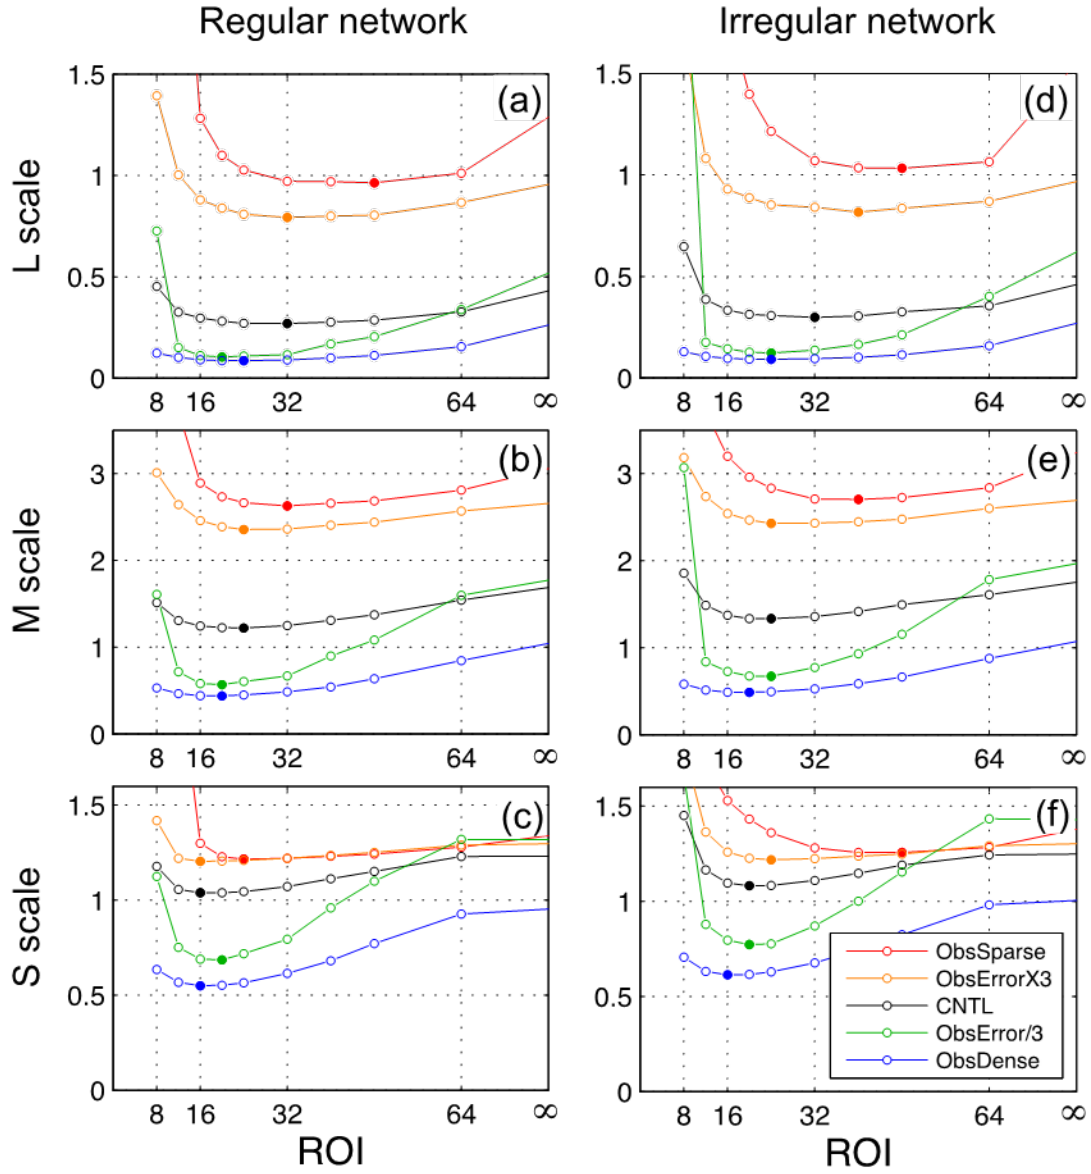 Regular network
Irregular network
L scale
1.5
1
0.5
0
(a)
8 16 32 64 ∞
1.5
1
0.5
0
(d)
8 16 32 64 ∞
M scale
3
2
1
0
(b)
8 16 32 64 ∞
3
2
1
0
(e)
8 16 32 64 ∞
S scale
1.5
1
0.5
0
(c)
8 16 32 64 ∞
ROI
1.5
1
0.5
0
(f)
ObsSparse
ObsErrorX3
CNTL
ObsError/3
ObsDense
8 16 32 64 ∞
ROI